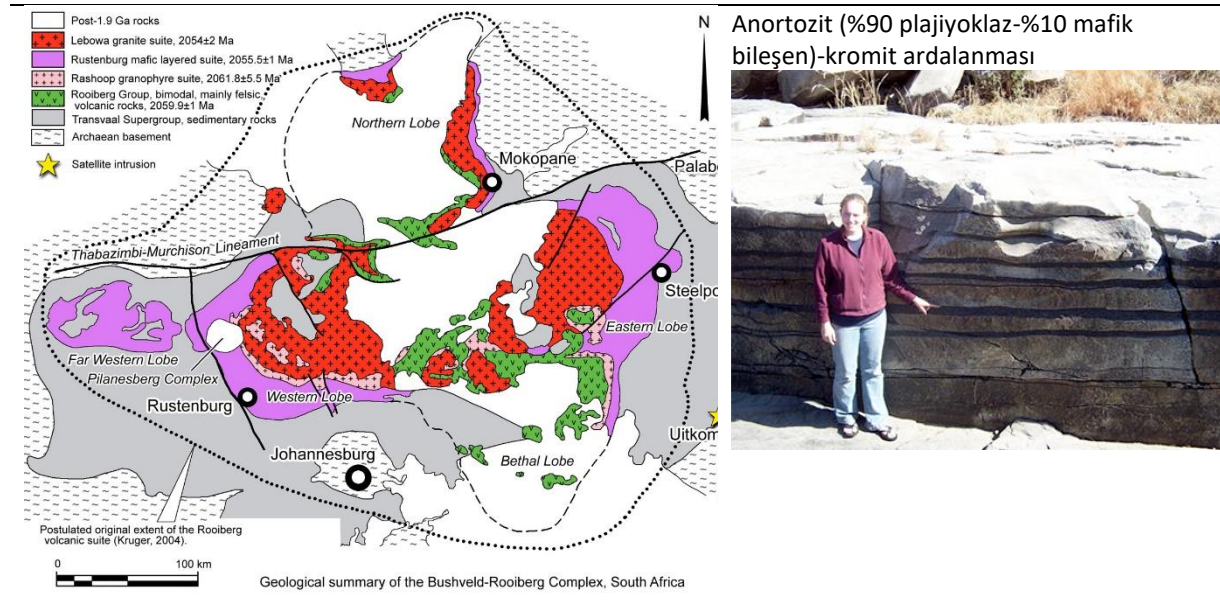 Post-1.9 Ga rocks
Lebowa granite suite, 2054±2 Ma
Rustenburg mafic layered suite, 2055.5±1 Ma
Rashoop granophyre suite, 2061.8±5.5 Ma
Rooiberg Group, bimodal, mainly felsic,
volcanic rocks, 2059.9±1 Ma
Transvaal Supergroup, sedimentary rocks
Archaean basement
Satellite intrusion
N
Northern Lobe
Mokopane
Palab
Thabazimbi-Murchison Lineament
Steelpo
Eastern Lobe
Far Western Lobe
Pilanesberg Complex
Western Lobe
Rustenburg
Uitkom
Johannesburg
Bethal Lobe
Postulated original extent of the Rooiberg
volcanic suite (Kruger, 2004).
0 100 km
Geological summary of the Bushveld-Rooiberg Complex, South Africa
Anortozit (%90 plajiyoklaz-%10 mafik
bileşen)-kromit ardalanması